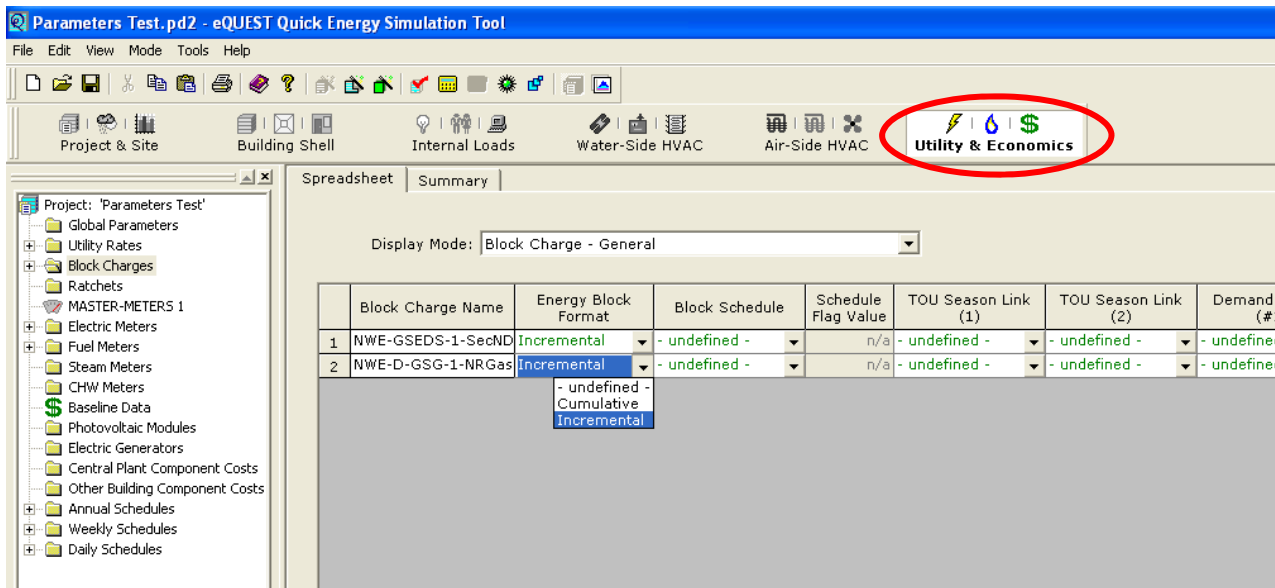 Parameters Test.pd2 - eQUEST Quick Energy Simulation Tool
File Edit View Mode Tools Help
Project & Site Building Shell Internal Loads Water-Side HVAC Air-Side HVAC Utility & Economics
Spreadsheet Summary
Project: 'Parameters Test'
Global Parameters
Utility Rates
Block Charges
Ratchets
MASTER-METERS 1
Electric Meters
Fuel Meters
Steam Meters
CHW Meters
Baseline Data
Photovoltaic Modules
Electric Generators
Central Plant Component Costs
Other Building Component Costs
Annual Schedules
Weekly Schedules
Daily Schedules
Display Mode: Block Charge - General
Block Charge Name Energy Block Format Block Schedule Schedule Flag Value TOU Season Link (1) TOU Season Link (2) Demand (#
1 NWE-GSEDS-1-SecND Incremental - undefined - n/a - undefined - - undefined - - undefine
2 NWE-D-GSG-1-NRGas Incremental - undefined - n/a - undefined - - undefined - - undefine
- undefined -
Cumulative
Incremental